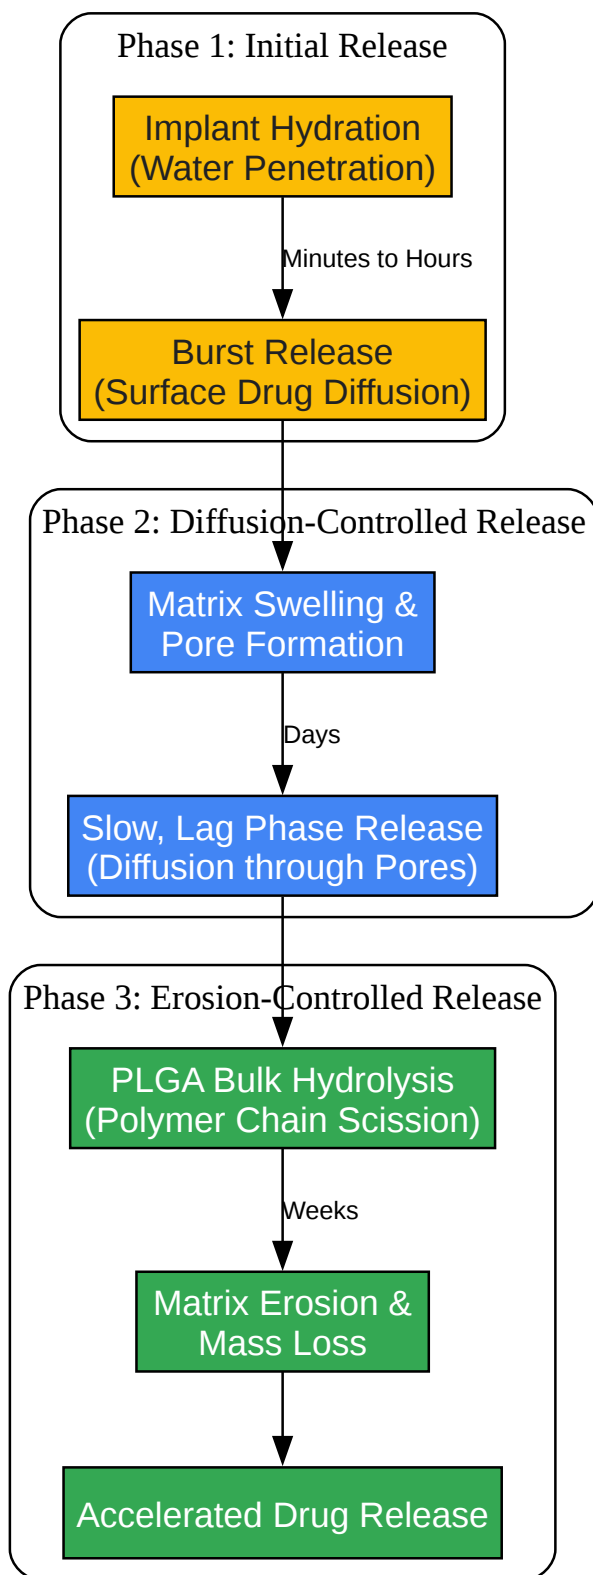 Phase 1: Initial Release
Implant Hydration
(Water Penetration)
Minutes to Hours
Burst Release
(Surface Drug Diffusion)
Phase 2: Diffusion-Controlled Release
Matrix Swelling &
Pore Formation
Days
Slow, Lag Phase Release
(Diffusion through Pores)
Phase 3: Erosion-Controlled Release
PLGA Bulk Hydrolysis
(Polymer Chain Scission)
Weeks
Matrix Erosion &
Mass Loss
Accelerated Drug Release